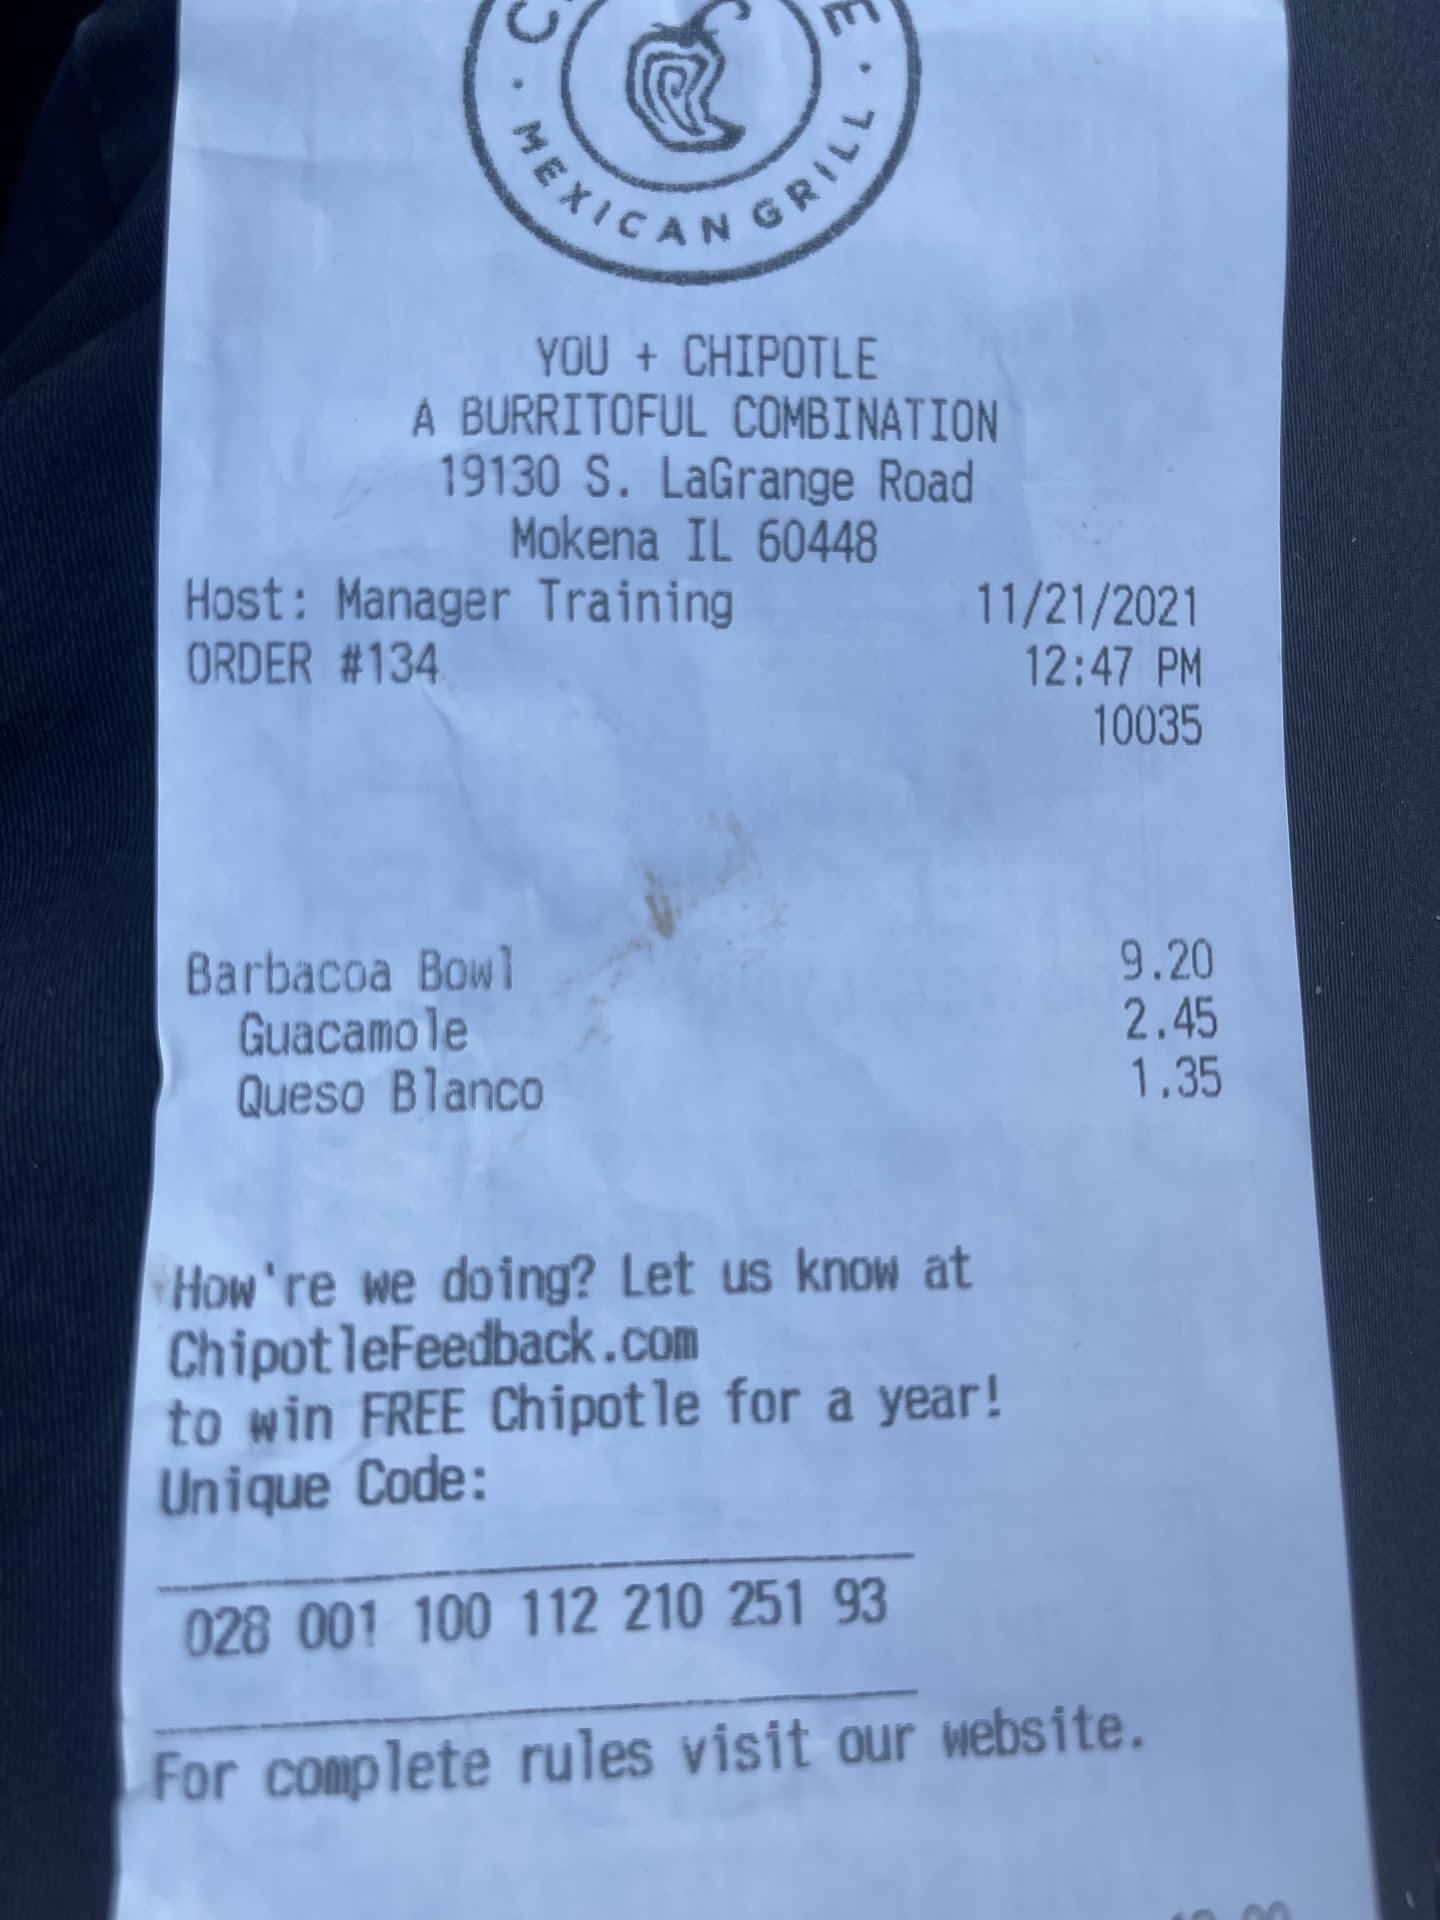 MEXICAN GRILL
YOU + CHIPOTLE
A BURRITOFUL COMBINATION
19130 S. LaGrange Road
Mokena IL 60448
Host: Manager Training 11/21/2021
ORDER #134 12:47 PM
10035
Barbacoa Bowl 9.20
Guacamole 2.45
Queso Blanco 1.35
How're we doing? Let us know at
ChipotleFeedback.com
to win FREE Chipotle for a year!
Unique Code:
028 001 100 112 210 251 93
For complete rules visit our website.